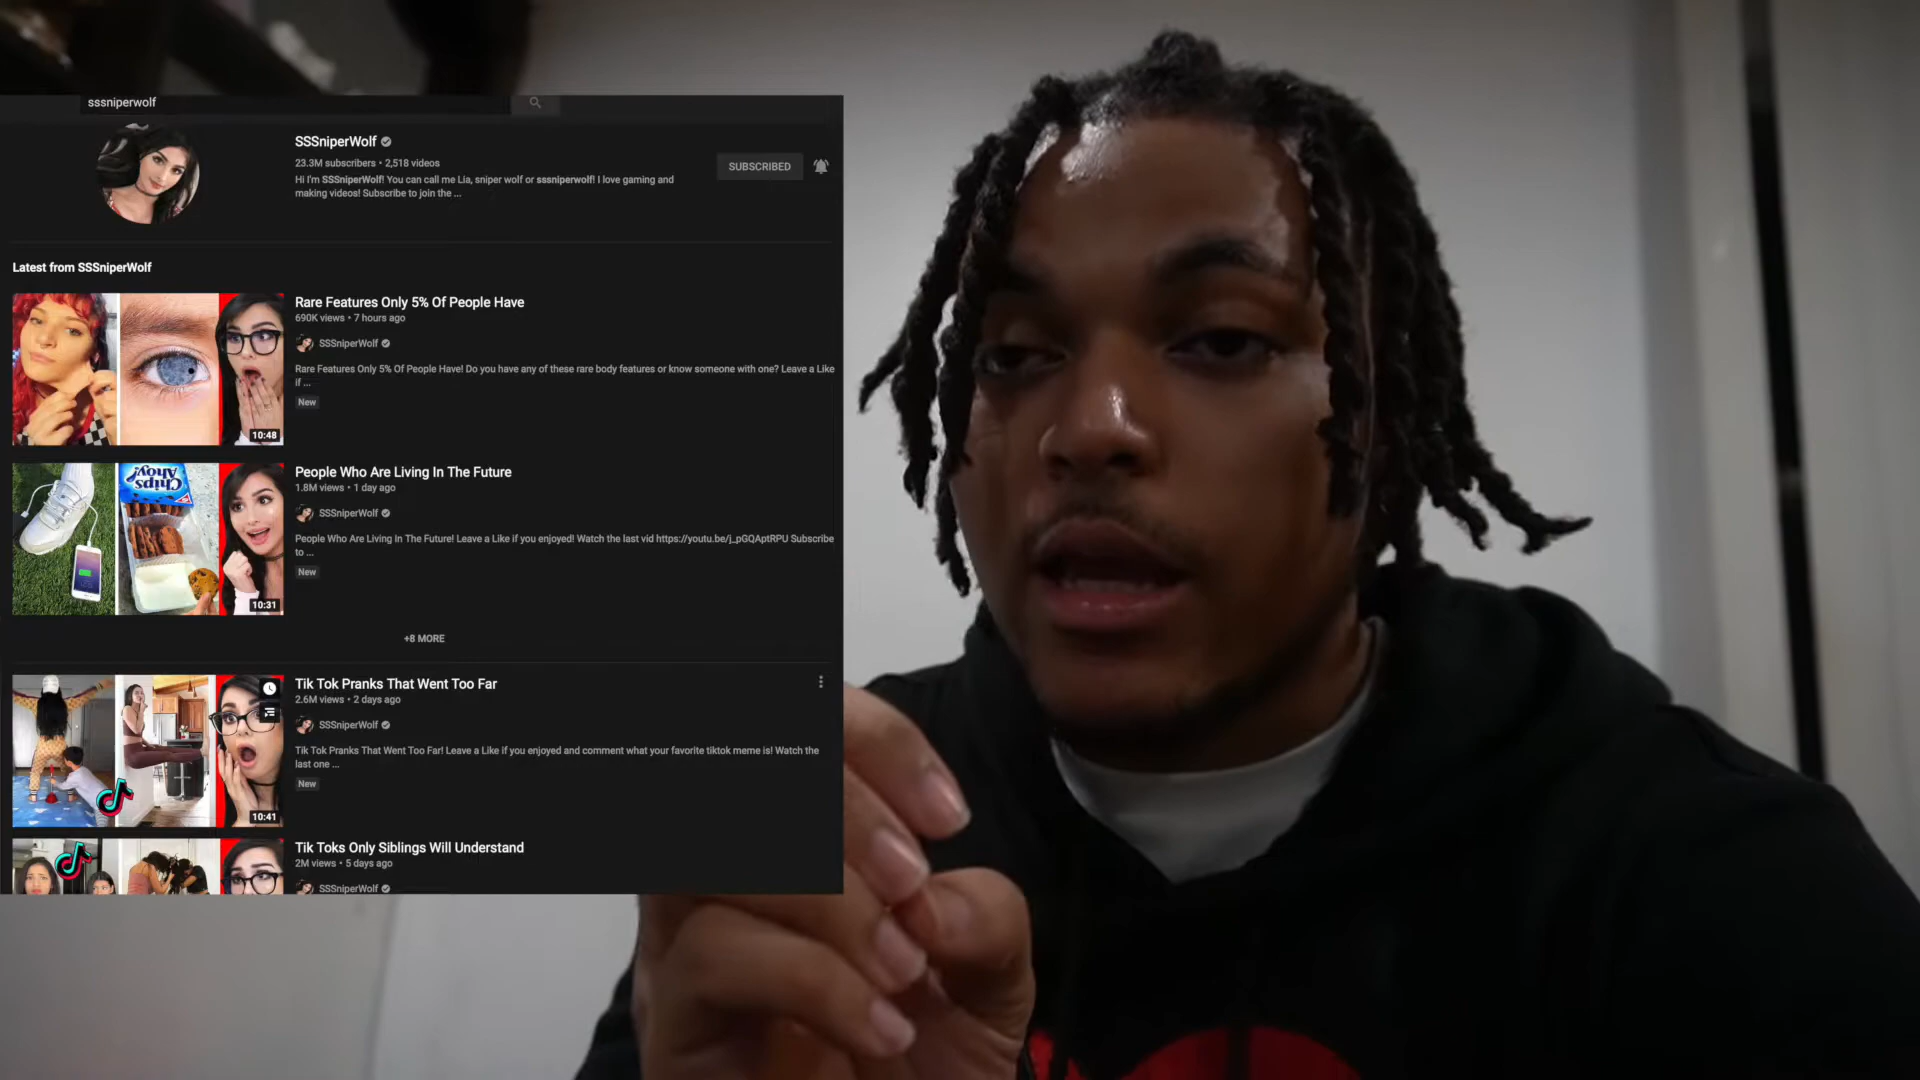 sssniperwolf
SSSniperWolf
23.3M subscribers • 2,518 videos
Hi I'm SSSniperWolf! You can call me Lia, sniper wolf or sssniperwolf! I love gaming and
making videos! Subscribe to join the ...
SUBSCRIBED
Latest from SSSniperWolf
Rare Features Only 5% Of People Have
690K views • 7 hours ago
SSSniperWolf
Rare Features Only 5% Of People Have! Do you have any of these rare body features or know someone with one? Leave a Like
if ...
New
10:48
Chips
Ahoy!
People Who Are Living In The Future
1.8M views • 1 day ago
SSSniperWolf
People Who Are Living In The Future! Leave a Like if you enjoyed! Watch the last vid https://youtu.be/j_pGQAptRPU Subscribe
to ...
New
10:31
+8 MORE
Tik Tok Pranks That Went Too Far
2.6M views • 2 days ago
SSSniperWolf
Tik Tok Pranks That Went Too Far! Leave a Like if you enjoyed and comment what your favorite tiktok meme is! Watch the
last one ...
New
10:41
Tik Toks Only Siblings Will Understand
2M views • 5 days ago
SSSniperWolf